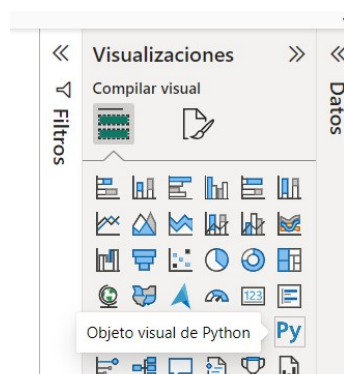 Visualizaciones
Compilar visual
Filtros
Datos
123
Objeto visual de Python
Py